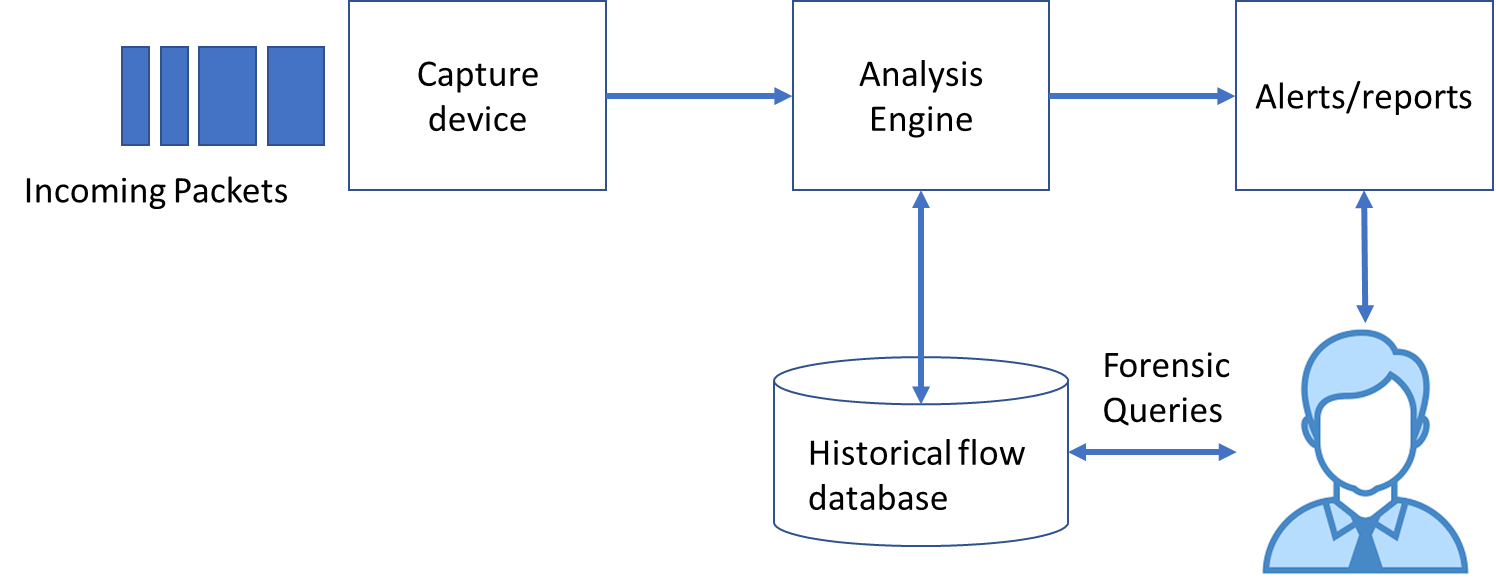 Capture
device
Analysis
Engine
Alerts/reports
Incoming Packets
Forensic
Queries
Historical flow
database